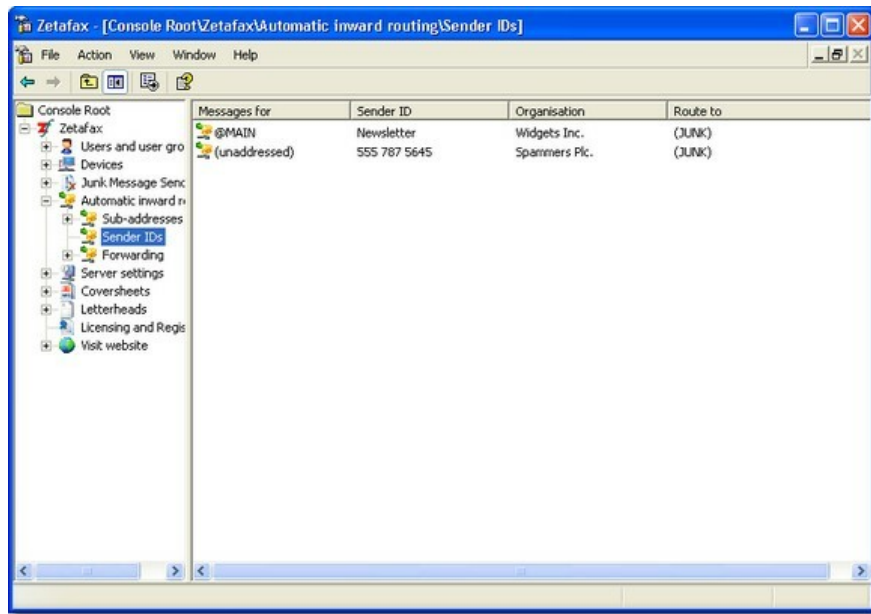 Zetafax - [Console Root\Zetafax\Automatic inward routing\Sender IDs]
File Action View Window Help
Console Root
Zetafax
Users and user gro
Devices
Junk Message Senc
Automatic inward r
Sub-addresses
Sender IDs
Forwarding
Server settings
Coversheets
Letterheads
Licensing and Regis
Visit website
Messages for Sender ID Organisation Route to
@MAIN Newsletter Widgets Inc. (JUNK)
(unaddressed) 555 787 5645 Spammers Plc. (JUNK)